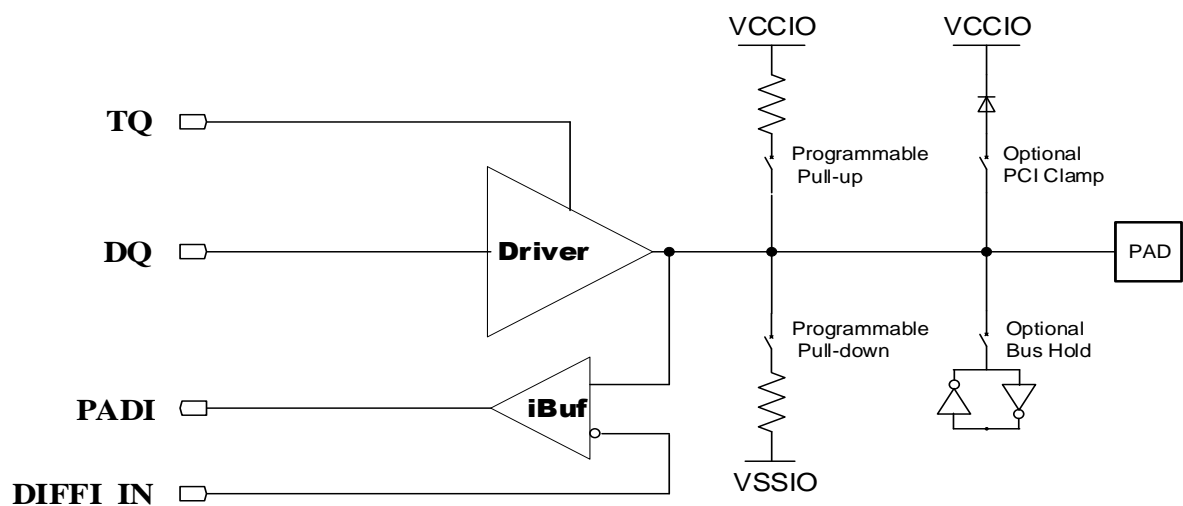 VCCIO
VCCIO
TQ
Programmable
Pull-up
Optional
PCI Clamp
DQ
Driver
PAD
Programmable
Pull-down
Optional
Bus Hold
PADI
iBuf
VSSIO
DIFFI IN